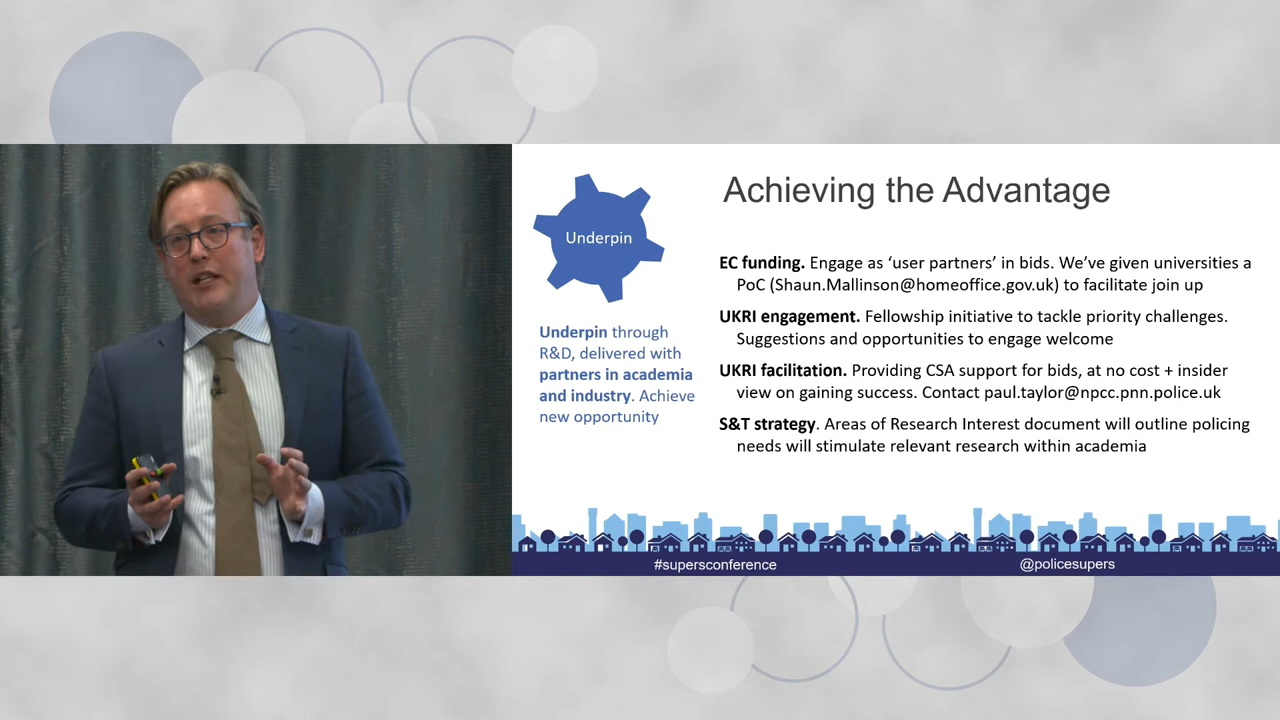 Achieving the Advantage
Underpin
Underpin through
R&D, delivered with
partners in academia
and industry. Achieve
new opportunity
EC funding. Engage as ‘user partners’ in bids. We’ve given universities a
PoC (Shaun.Mallinson@homeoffice.gov.uk) to facilitate join up
UKRI engagement. Fellowship initiative to tackle priority challenges.
Suggestions and opportunities to engage welcome
UKRI facilitation. Providing CSA support for bids, at no cost + insider
view on gaining success. Contact paul.taylor@npcc.pnn.police.uk
S&T strategy. Areas of Research Interest document will outline policing
needs will stimulate relevant research within academia
#supersconference
@policesupers